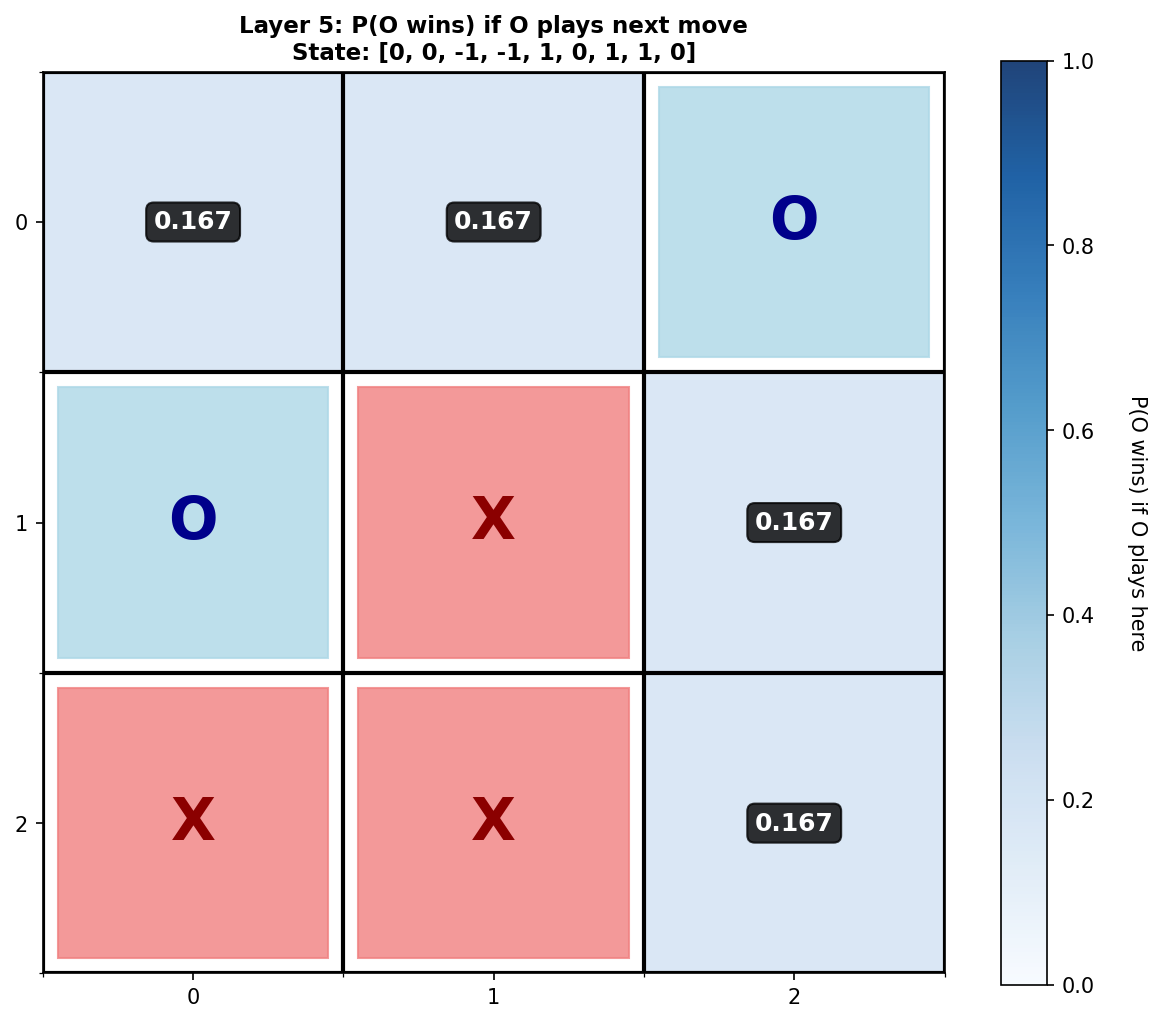 Layer 5: P(O wins) if O plays next move
State: [0, 0, -1, -1, 1, 0, 1, 1, 0]
0
0.167
0.167
O
1
O
X
0.167
2
X
X
0.167
0
1
2
1.0
0.8
0.6
0.4
0.2
0.0
P(O wins) if O plays here